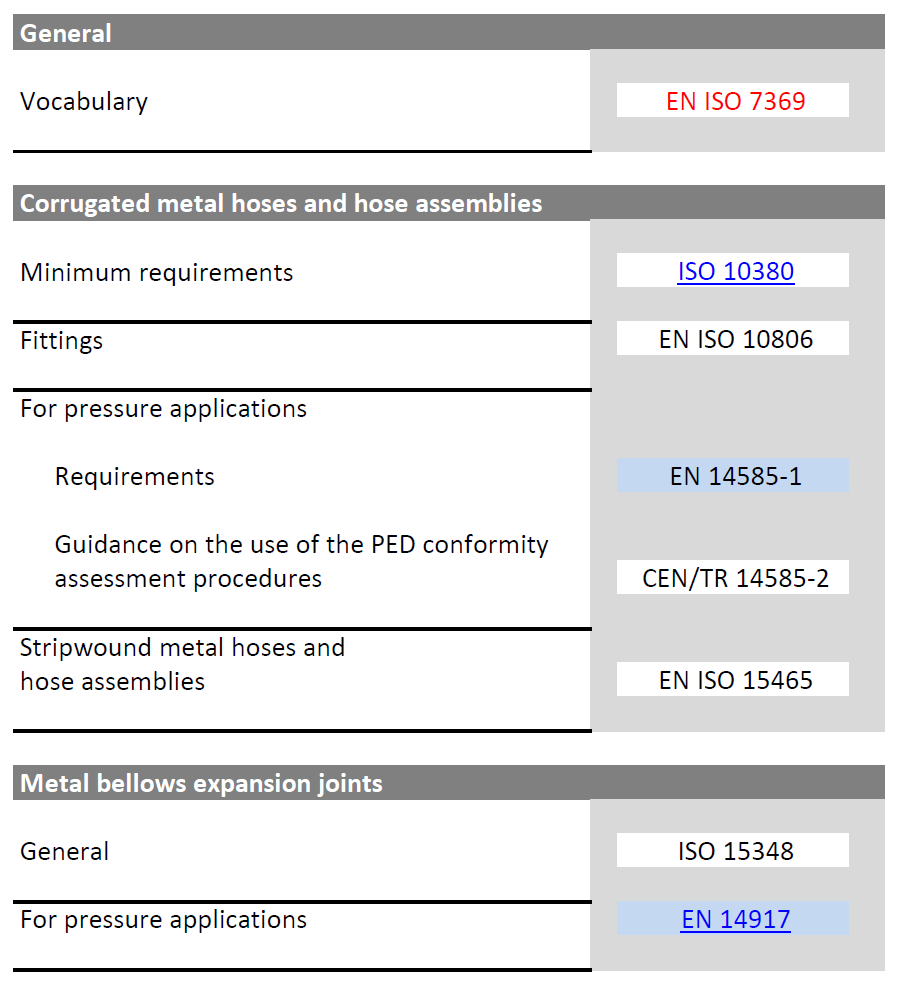 General
Vocabulary
EN ISO 7369
Corrugated metal hoses and hose assemblies
Minimum requirements
ISO 10380
Fittings
EN ISO 10806
For pressure applications
Requirements
EN 14585-1
Guidance on the use of the PED conformity
assessment procedures
CEN/TR 14585-2
Stripwound metal hoses and
hose assemblies
EN ISO 15465
Metal bellows expansion joints
General
ISO 15348
For pressure applications
EN 14917